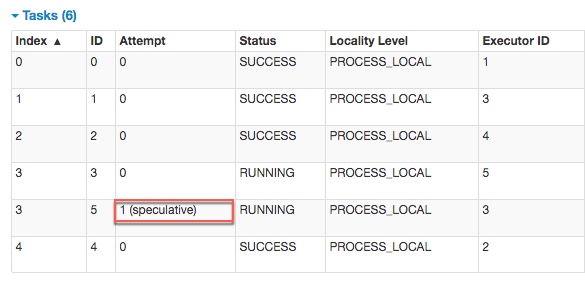 Tasks (6)
Index ▲ ID Attempt Status Locality Level Executor ID
0 0 0 SUCCESS PROCESS_LOCAL 1
1 1 0 SUCCESS PROCESS_LOCAL 3
2 2 0 SUCCESS PROCESS_LOCAL 4
3 3 0 RUNNING PROCESS_LOCAL 5
3 5 1 (speculative) RUNNING PROCESS_LOCAL 3
4 4 0 SUCCESS PROCESS_LOCAL 2